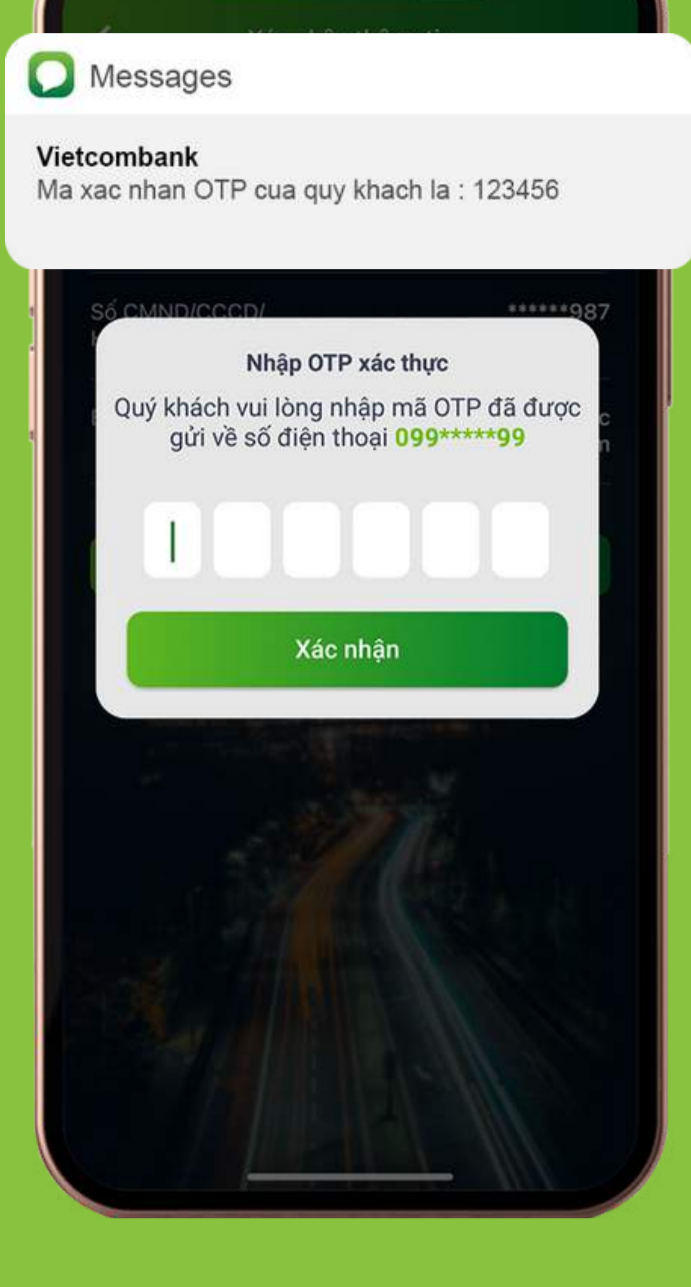 Messages
Vietcombank
Ma xac nhan OTP cua quy khach la : 123456
Số CMND/CCCD/
******987
Nhập OTP xác thực
Quý khách vui lòng nhập mã OTP đã được
gửi về số điện thoại 099*****99
Xác nhận